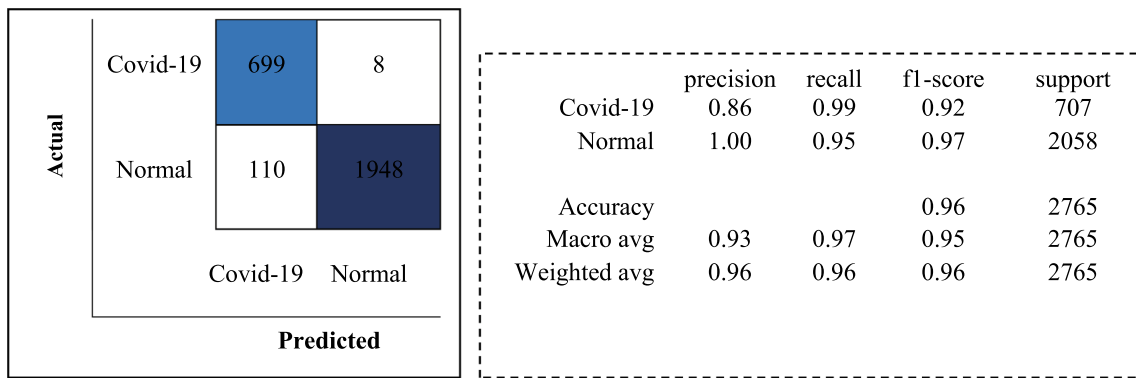 Actual
Covid-19 699 8
Normal 110 1948
Covid-19 Normal
Predicted
precision recall f1-score support
Covid-19 0.86 0.99 0.92 707
Normal 1.00 0.95 0.97 2058
Accuracy 0.96 2765
Macro avg 0.93 0.97 0.95 2765
Weighted avg 0.96 0.96 0.96 2765